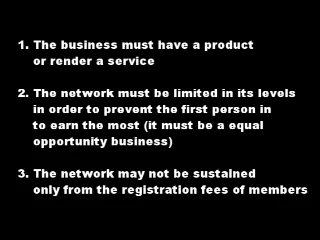 1. The business must have a product
or render a service
2. The network must be limited in its levels
in order to prevent the first person in
to earn the most (it must be a equal
opportunity business)
3. The network may not be sustained
only from the registration fees of members